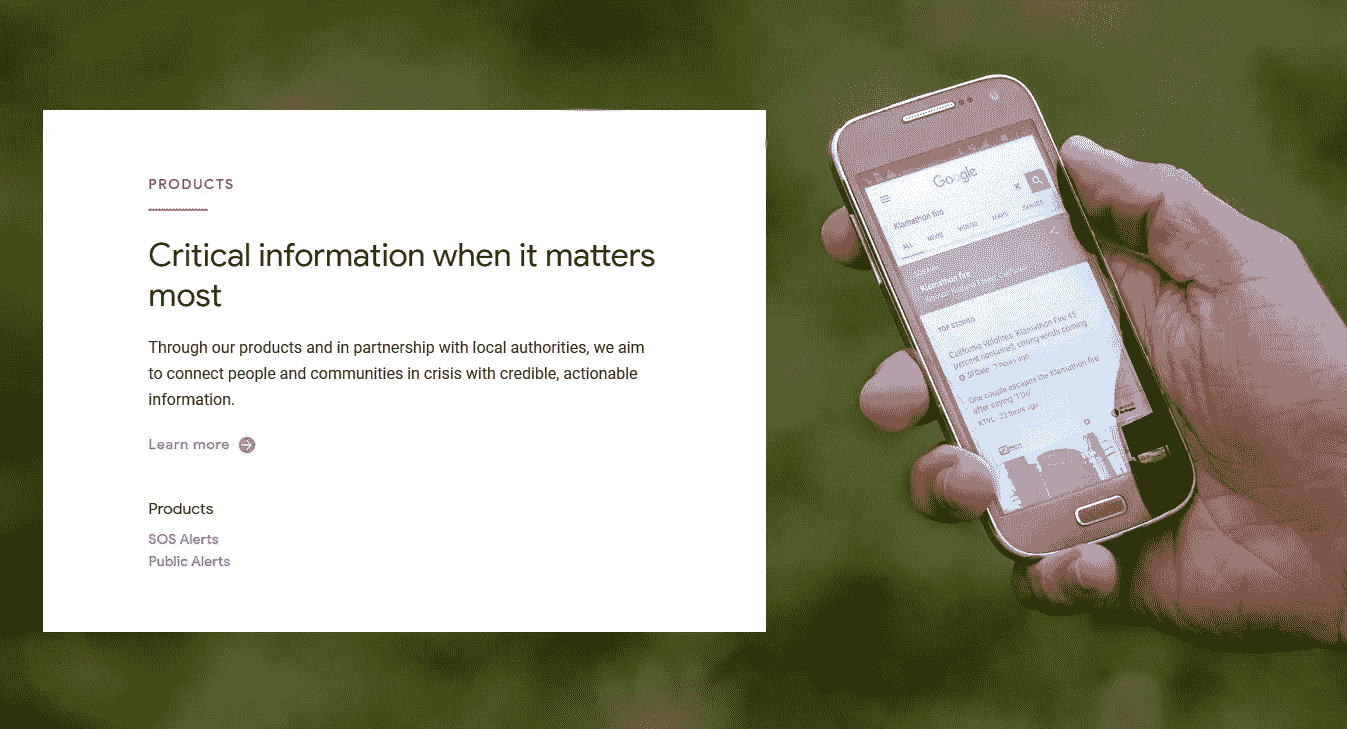 PRODUCTS
Critical information when it matters
most
Through our products and in partnership with local authorities, we aim
to connect people and communities in crisis with credible, actionable
information.
Learn more
Products
SOS Alerts
Public Alerts
Google
Klamathon fire
ALL NEWS VIDEOS MAPS IMAGES
Klamathon fire
TOP STORIES
California Wildfires: Klamathon Fire 45
percent contained, strong winds coming
SFGate · 7 hours ago
One couple escapes the Klamathon fire
after saying 'I Do'
KTVL · 22 hours ago